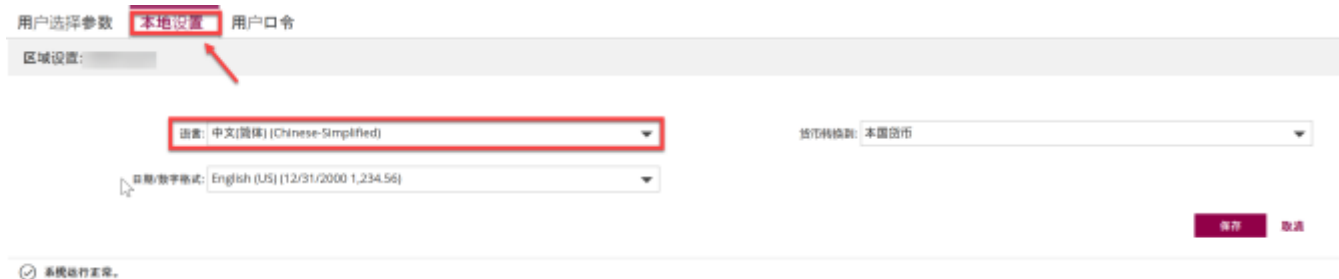 用户选择参数 本地设置 用户口令
区域设置:
语言: 中文(简体) (Chinese-Simplified) 货币转换到: 本国货币
日期/数字格式: English (US) (12/31/2000 1,234.56)
保存 取消
系统运行正常。